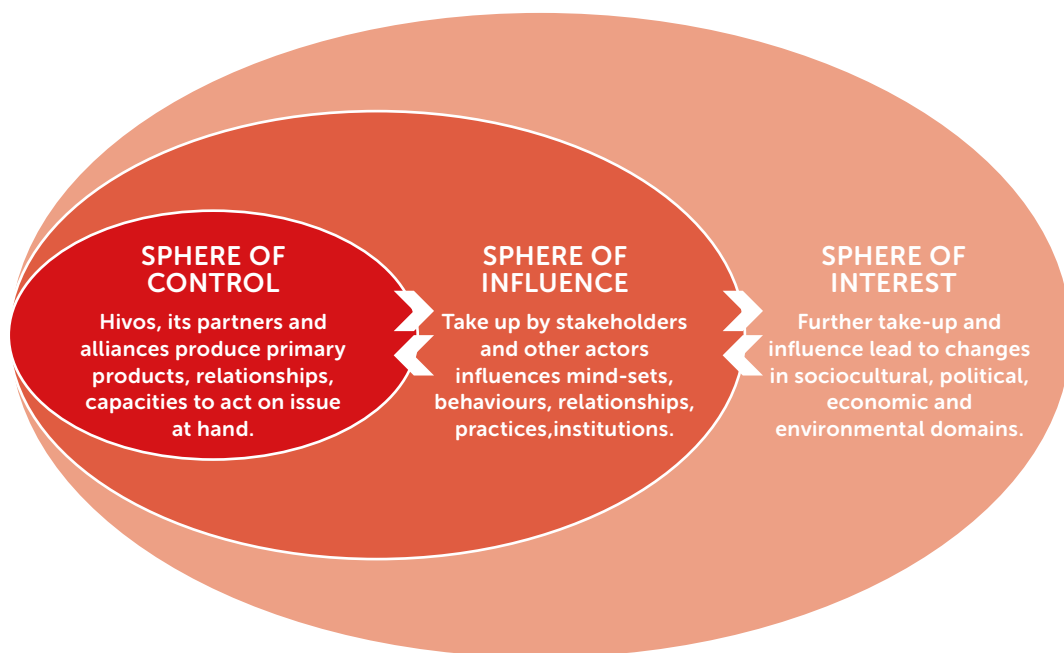 SPHERE OF
CONTROL
Hivos, its partners and
alliances produce primary
products, relationships,
capacities to act on issue
at hand.
SPHERE OF
INFLUENCE
Take up by stakeholders
and other actors
influences mind-sets,
behaviours, relationships,
practices,institutions.
SPHERE OF
INTEREST
Further take-up and
influence lead to changes
in sociocultural, political,
economic and
environmental domains.